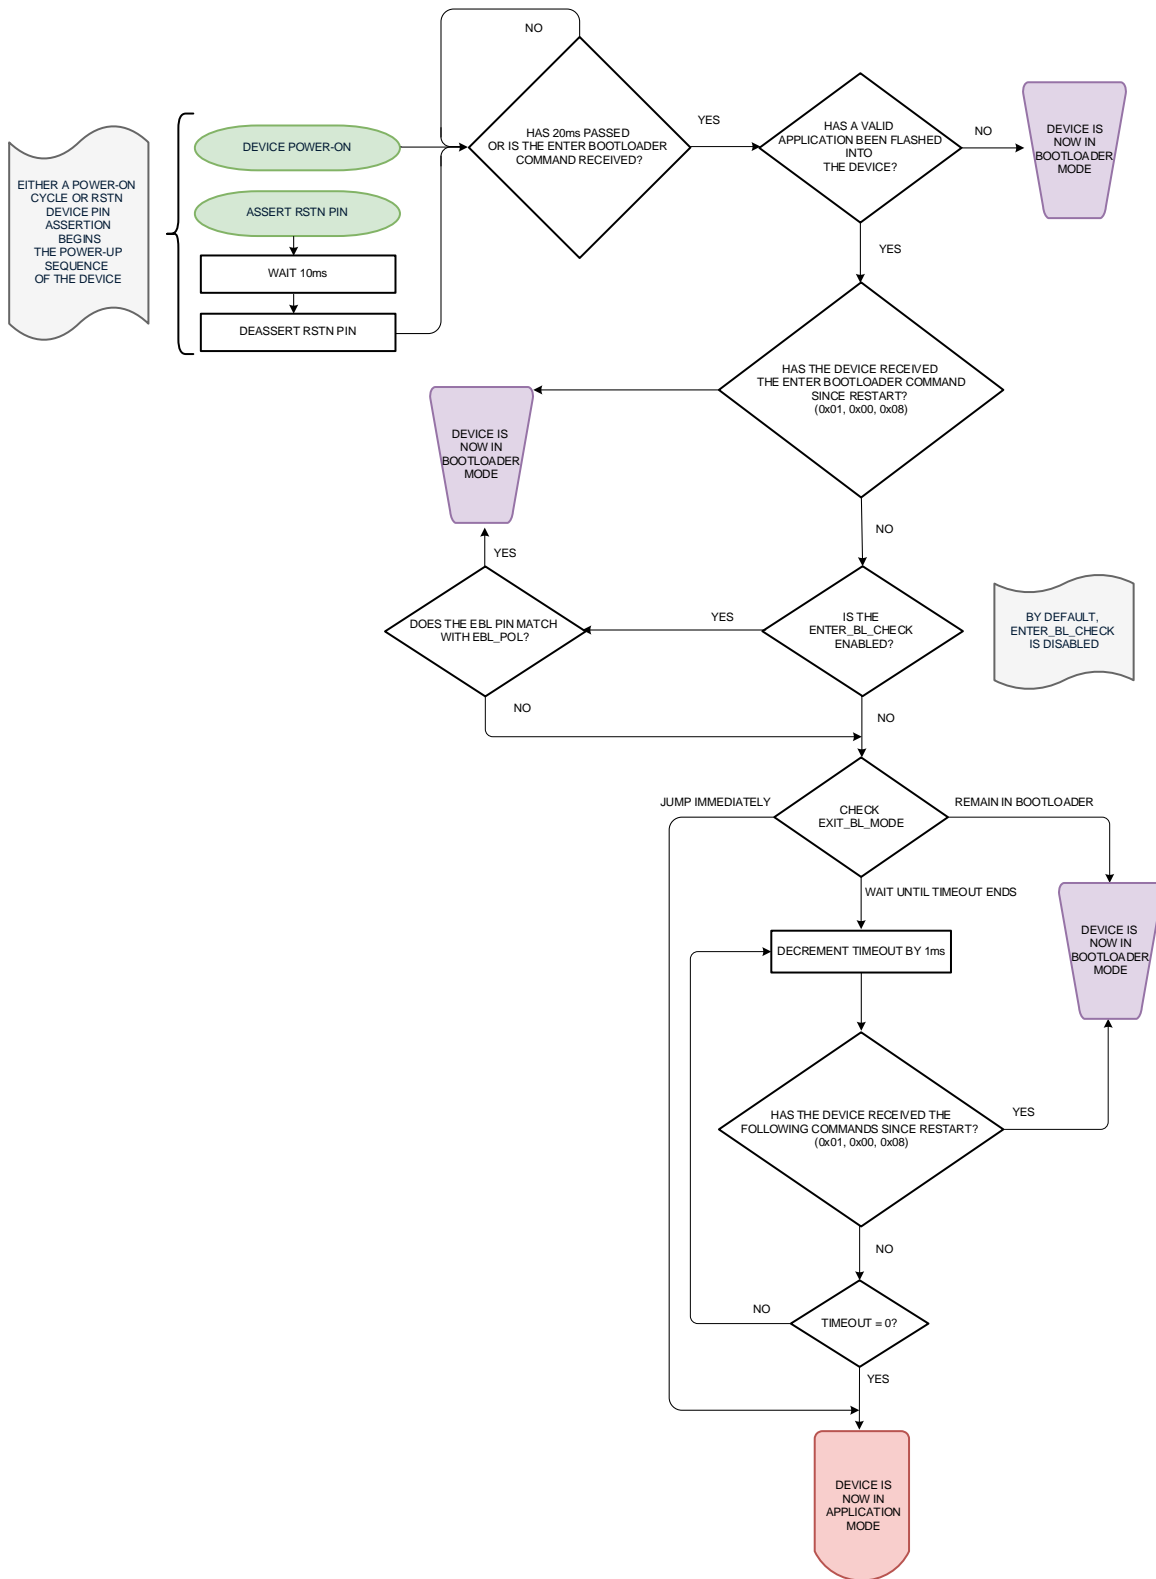 EITHER A POWER-ON
CYCLE OR RSTN
DEVICE PIN
ASSERTION
BEGINS
THE POWER-UP
SEQUENCE
OF THE DEVICE
DEVICE POWER-ON
ASSERT RSTN PIN
WAIT 10ms
DEASSERT RSTN PIN
NO
HAS 20ms PASSED
OR IS THE ENTER BOOTLOADER
COMMAND RECEIVED?
YES
HAS A VALID
APPLICATION BEEN FLASHED
INTO
THE DEVICE?
NO
DEVICE IS
NOW IN
BOOTLOADER
MODE
YES
HAS THE DEVICE RECEIVED
THE ENTER BOOTLOADER COMMAND
SINCE RESTART?
(0x01, 0x00, 0x08)
DEVICE IS
NOW IN
BOOTLOADER
MODE
NO
YES
DOES THE EBL PIN MATCH
WITH EBL_POL?
YES
IS THE
ENTER_BL_CHECK
ENABLED?
BY DEFAULT,
ENTER_BL_CHECK
IS DISABLED
NO
NO
JUMP IMMEDIATELY
CHECK
EXIT_BL_MODE
REMAIN IN BOOTLOADER
WAIT UNTIL TIMEOUT ENDS
DECREMENT TIMEOUT BY 1ms
DEVICE IS
NOW IN
BOOTLOADER
MODE
HAS THE DEVICE RECEIVED THE
FOLLOWING COMMANDS SINCE RESTART?
(0x01, 0x00, 0x08)
YES
NO
NO
TIMEOUT = 0?
YES
DEVICE IS
NOW IN
APPLICATION
MODE